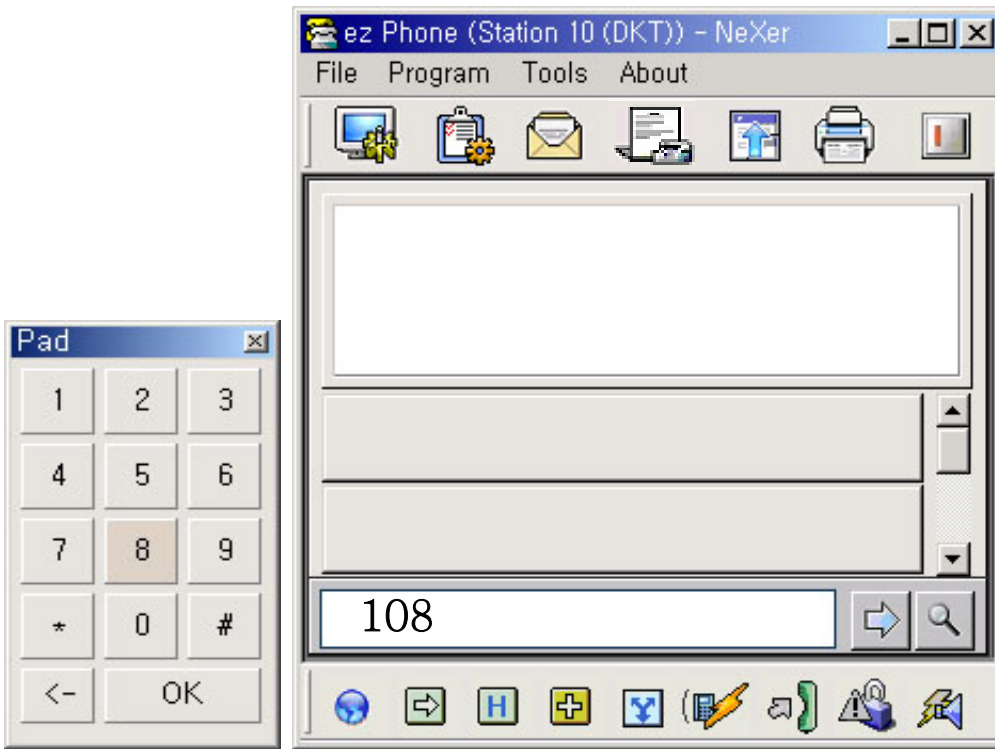 ez Phone (Station 10 (DKT)) - NeXer
File Program Tools About
Pad
1 2 3
4 5 6
7 8 9
* 0 #
<- OK
108
H